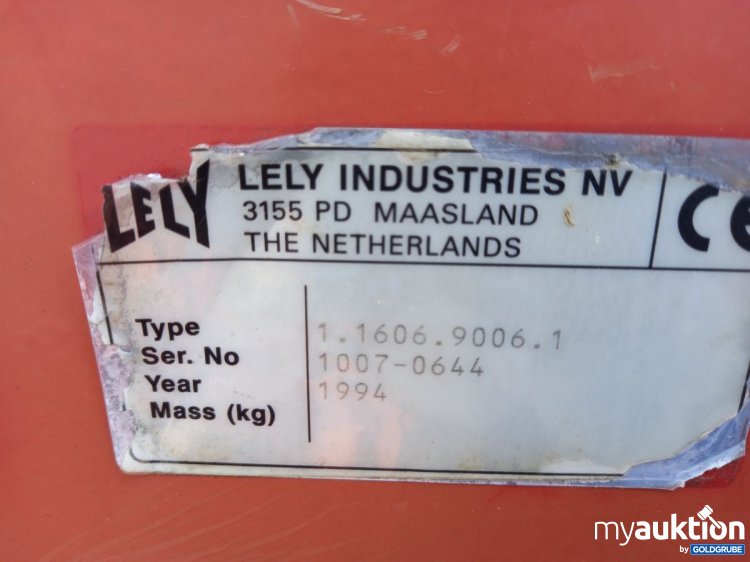 LELY
LELY INDUSTRIES NV
3155 PD MAASLAND
THE NETHERLANDS
CE
Type 1.1606.9006.1
Ser. No 1007-0644
Year 1994
Mass (kg)
myauktion
by GOLDGRUBE